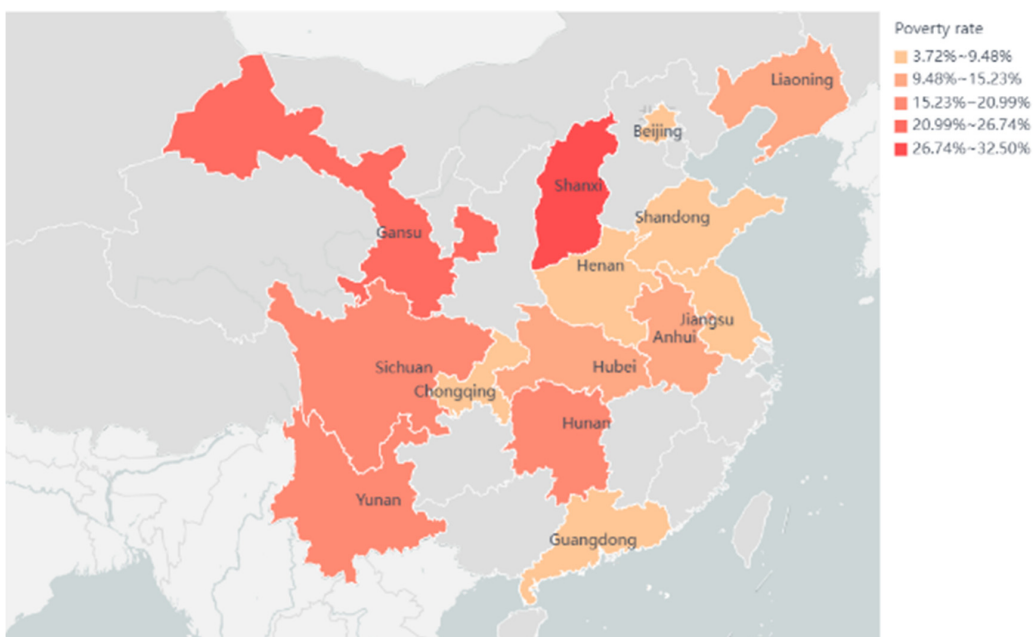 Poverty rate
3.72%~9.48%
9.48%~15.23%
15.23%~20.99%
20.99%~26.74%
26.74%~32.50%
Liaoning
Beijing
Shanxi
Shandong
Gansu
Henan
Jiangsu
Anhui
Sichuan
Hubei
Chongqing
Hunan
Yunan
Guangdong